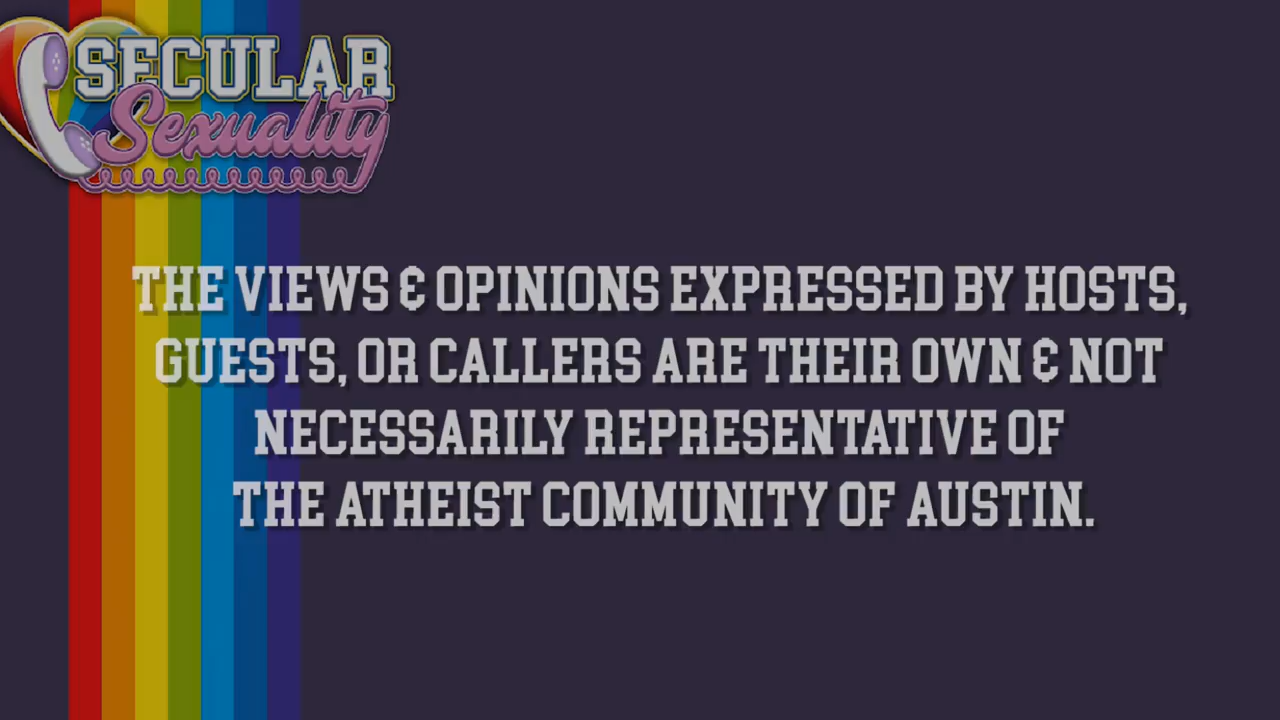 SECULAR
Sexuality
THE VIEWS & OPINIONS EXPRESSED BY HOSTS,
GUESTS, OR CALLERS ARE THEIR OWN & NOT
NECESSARILY REPRESENTATIVE OF
THE ATHEIST COMMUNITY OF AUSTIN.